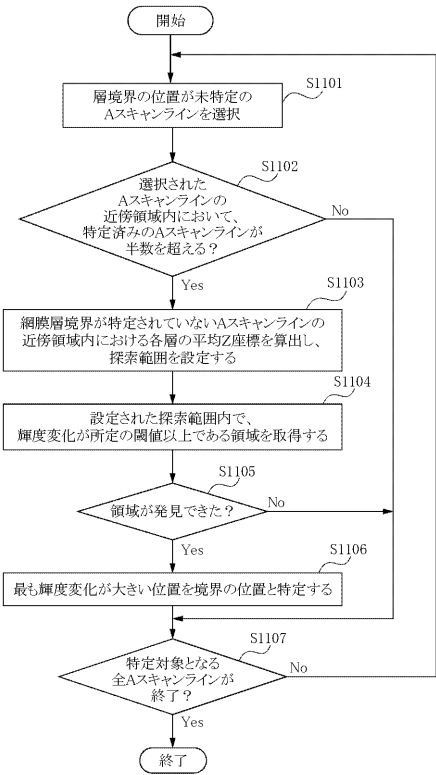 開始
S1101
層境界の位置が未特定の
Aスキャンラインを選択
S1102
選択された
Aスキャンラインの
近傍領域内において、
特定済みのAスキャンラインが
半数を超える？
No
Yes
S1103
網膜層境界が特定されていないAスキャンラインの
近傍領域内における各層の平均Z座標を算出し、
探索範囲を設定する
S1104
設定された探索範囲内で、
輝度変化が所定の閾値以上である領域を取得する
S1105
領域が発見できた？
No
Yes
S1106
最も輝度変化が大きい位置を境界の位置と特定する
S1107
特定対象となる
全Aスキャンラインが
終了？
No
Yes
終了